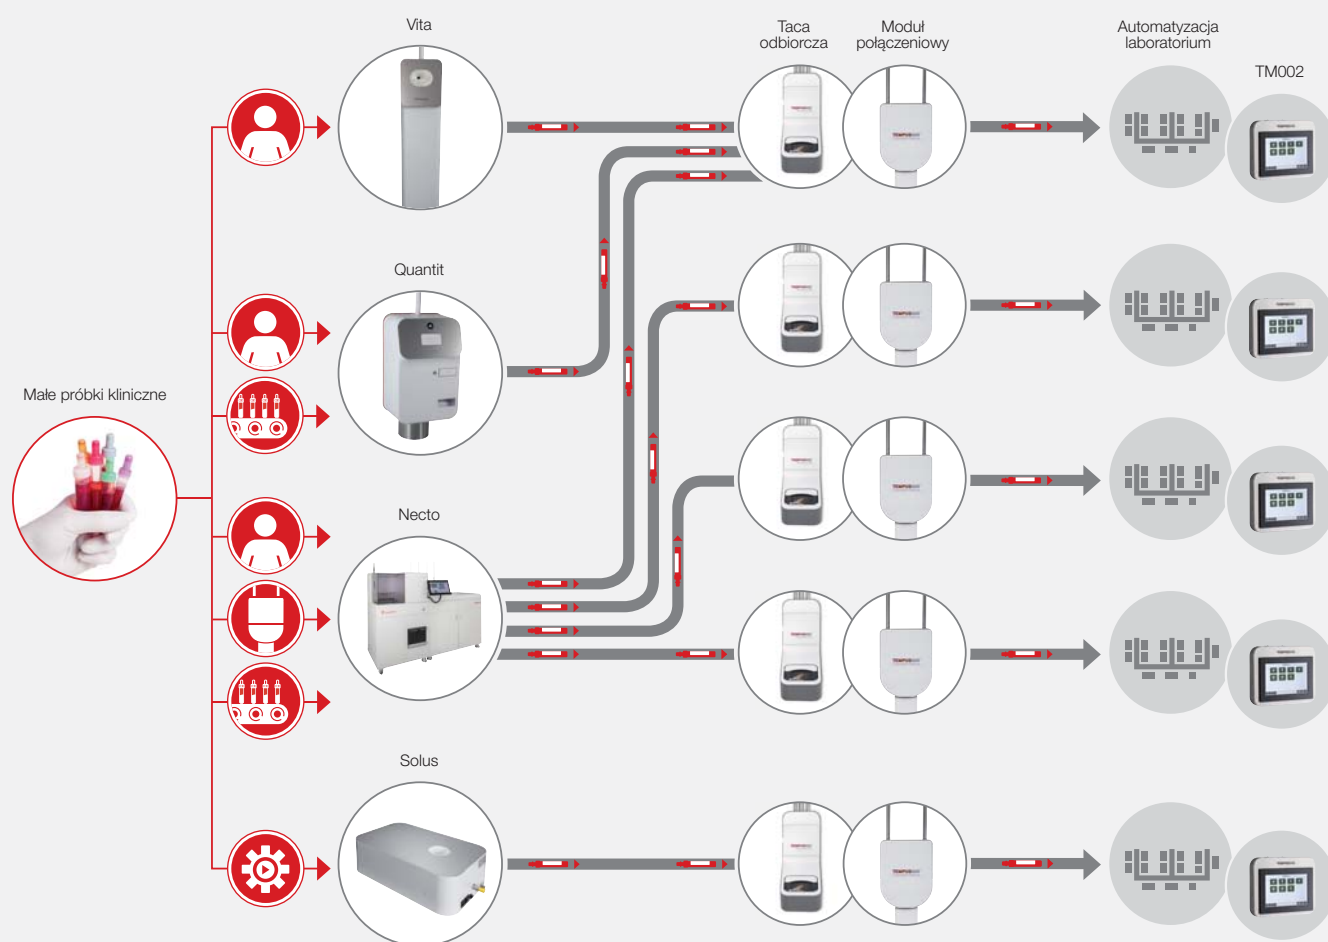 Vita
Taca
odbiorcza
Moduł
połączeniowy
Automatyzacja
laboratorium
TM002
Quantit
Małe próbki kliniczne
Necto
Solus